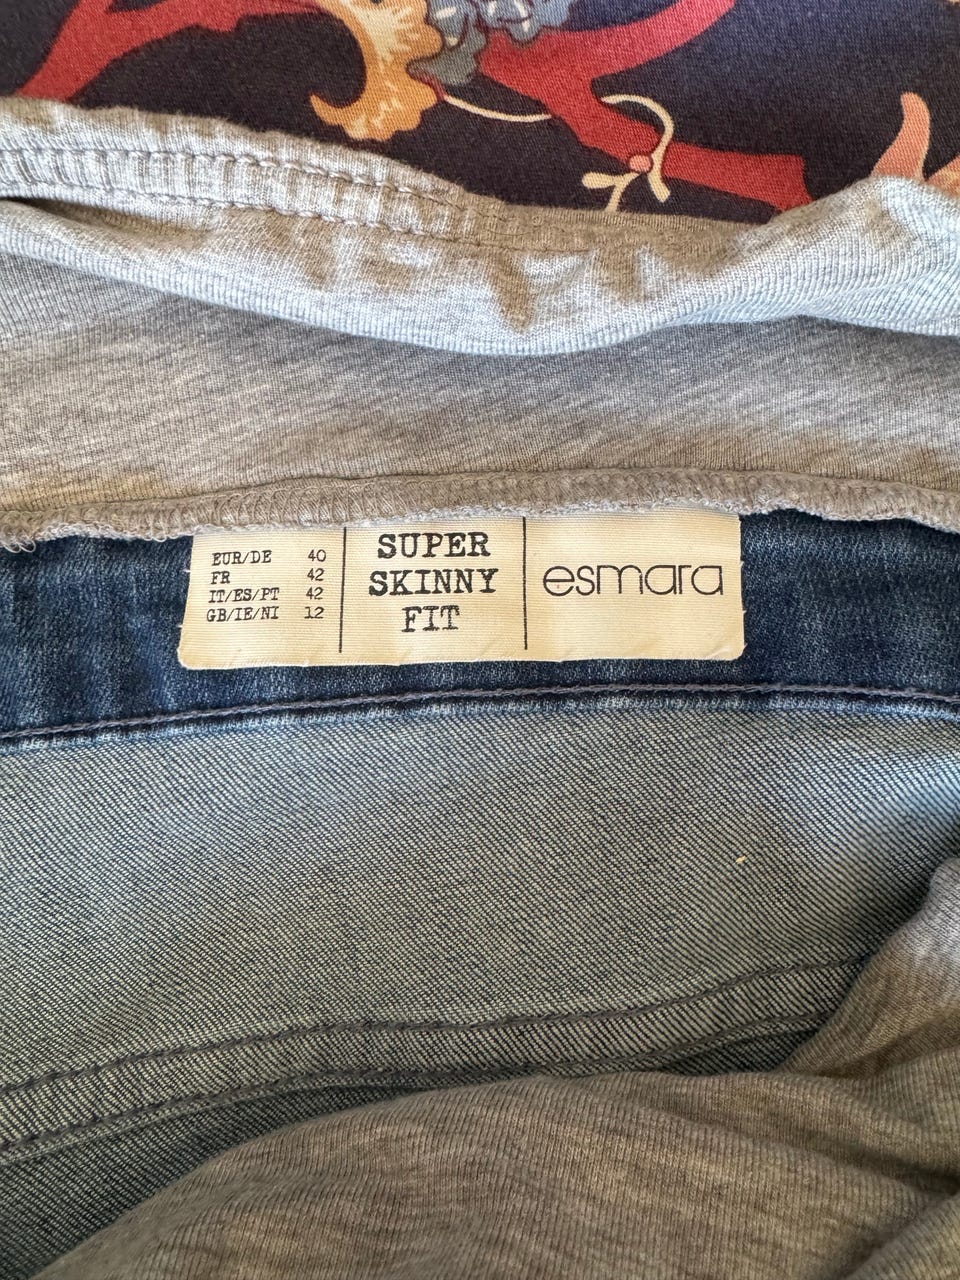 EUR/DE 40
FR 42
IT/ES/PT 42
GB/IE/NI 12
SUPER
SKINNY
FIT
esmara